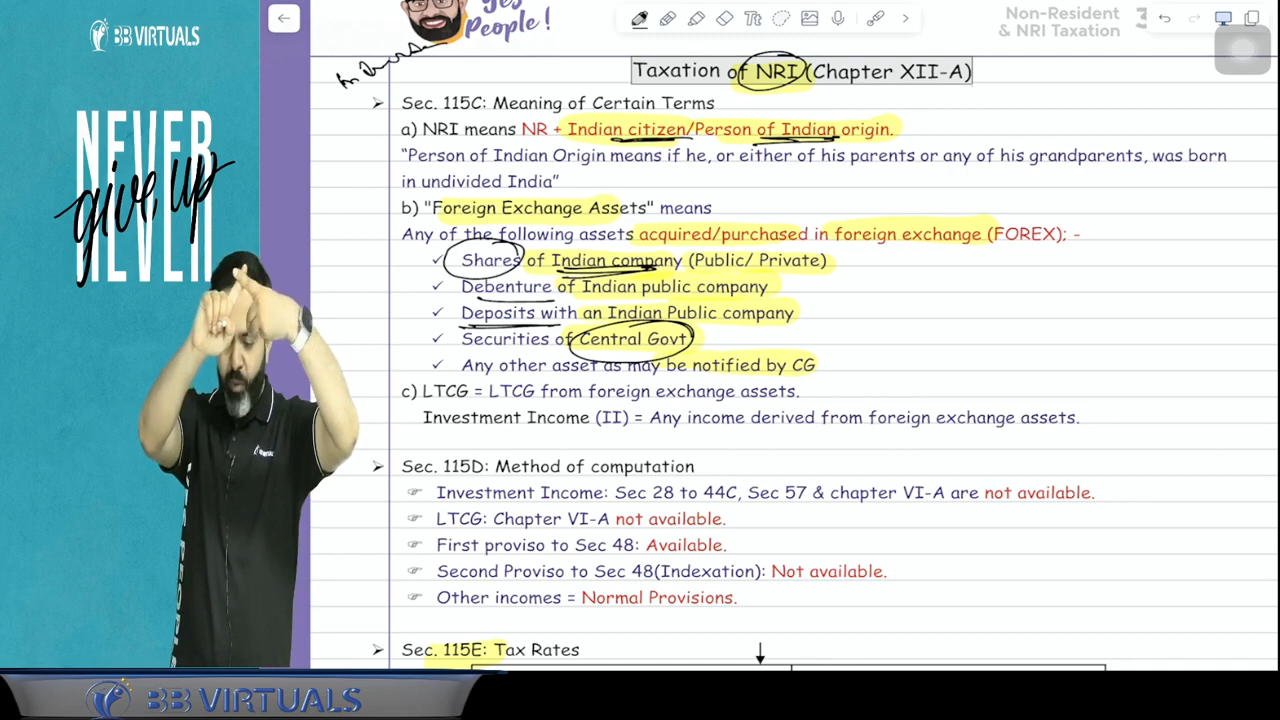 BB VIRTUALS
Yes
People !
Non-Resident
& NRI Taxation
NEVER
give up
NEVER
Taxation of NRI (Chapter XII-A)
➢ Sec. 115C: Meaning of Certain Terms
a) NRI means NR + Indian citizen/Person of Indian origin.
“Person of Indian Origin means if he, or either of his parents or any of his grandparents, was born
in undivided India”
b) "Foreign Exchange Assets" means
Any of the following assets acquired/purchased in foreign exchange (FOREX); -
✓ Shares of Indian company (Public/ Private)
✓ Debenture of Indian public company
✓ Deposits with an Indian Public company
✓ Securities of Central Govt
✓ Any other asset as may be notified by CG
c) LTCG = LTCG from foreign exchange assets.
Investment Income (II) = Any income derived from foreign exchange assets.
➢ Sec. 115D: Method of computation
☞ Investment Income: Sec 28 to 44C, Sec 57 & chapter VI-A are not available.
☞ LTCG: Chapter VI-A not available.
☞ First proviso to Sec 48: Available.
☞ Second Proviso to Sec 48(Indexation): Not available.
☞ Other incomes = Normal Provisions.
➢ Sec. 115E: Tax Rates
BB VIRTUALS